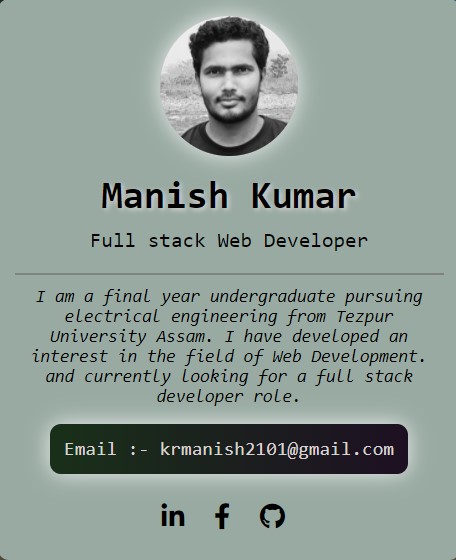 Manish Kumar
Full stack Web Developer
I am a final year undergraduate pursuing
electrical engineering from Tezpur
University Assam. I have developed an
interest in the field of Web Development.
and currently looking for a full stack
developer role.
Email :- krmanish2101@gmail.com